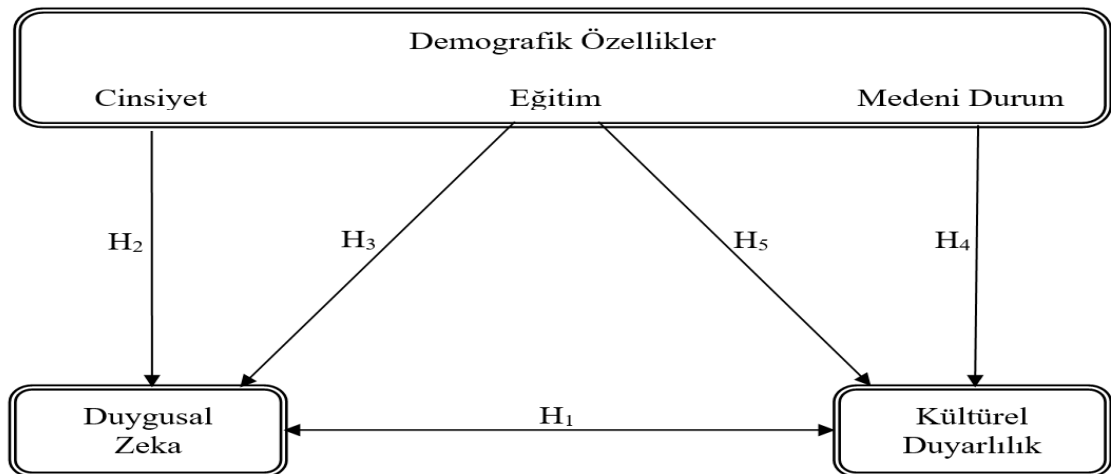 Demografik Özellikler
Cinsiyet Eğitim Medeni Durum
H₂ H₃ H₅ H₄
Duygusal
Zeka
H₁
Kültürel
Duyarlılık